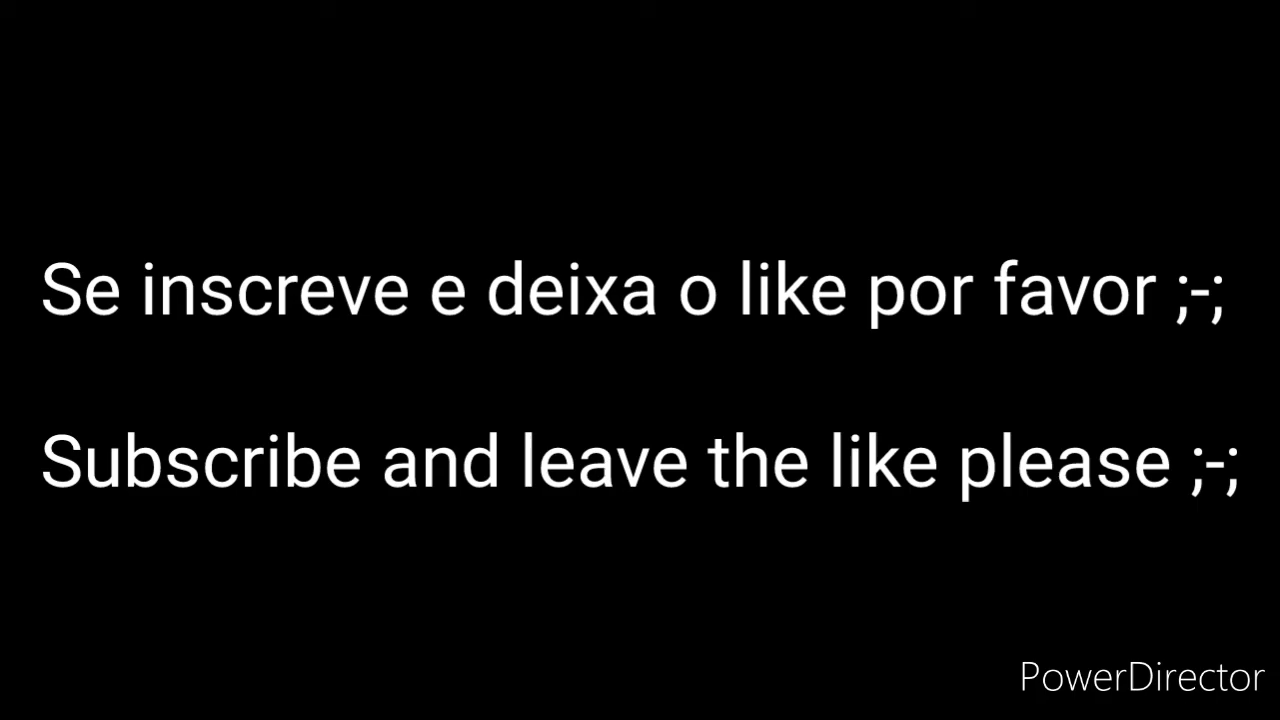 Se inscreve e deixa o like por favor ;-;
Subscribe and leave the like please ;-;
PowerDirector